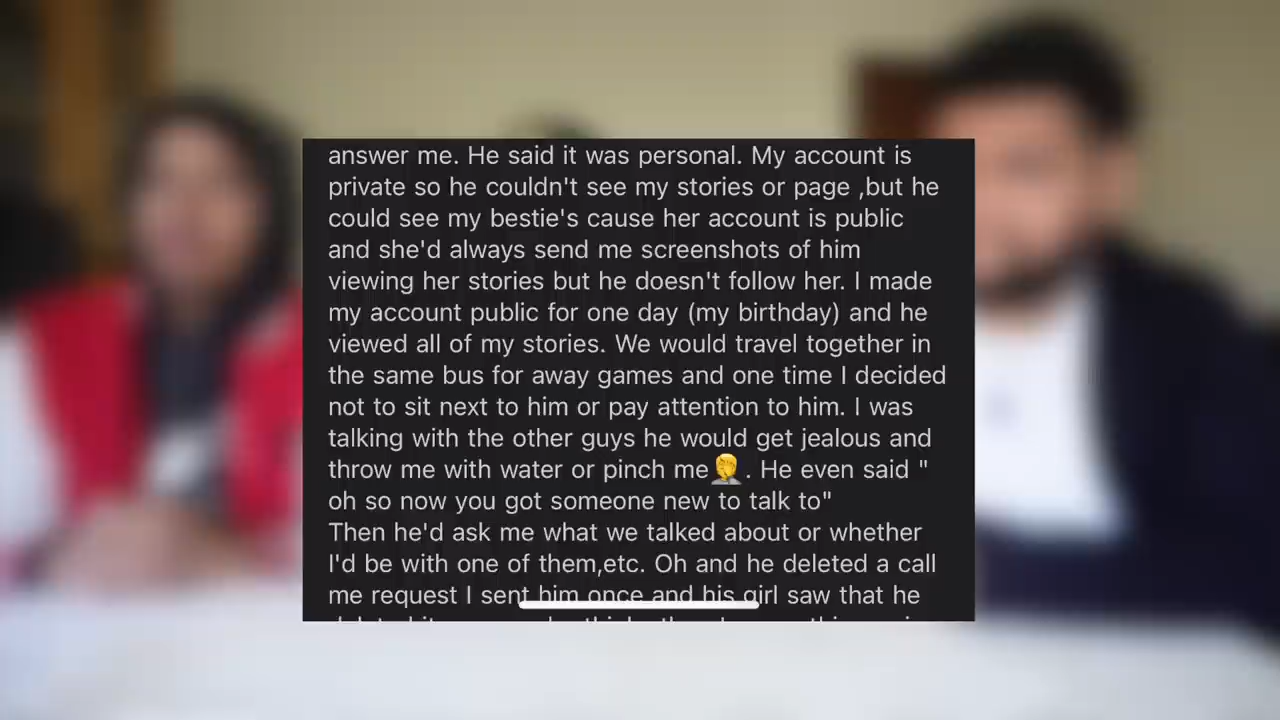 answer me. He said it was personal. My account is
private so he couldn't see my stories or page ,but he
could see my bestie's cause her account is public
and she'd always send me screenshots of him
viewing her stories but he doesn't follow her. I made
my account public for one day (my birthday) and he
viewed all of my stories. We would travel together in
the same bus for away games and one time I decided
not to sit next to him or pay attention to him. I was
talking with the other guys he would get jealous and
throw me with water or pinch me🤦. He even said "
oh so now you got someone new to talk to"
Then he'd ask me what we talked about or whether
I'd be with one of them,etc. Oh and he deleted a call
me request I sent him once and his girl saw that he